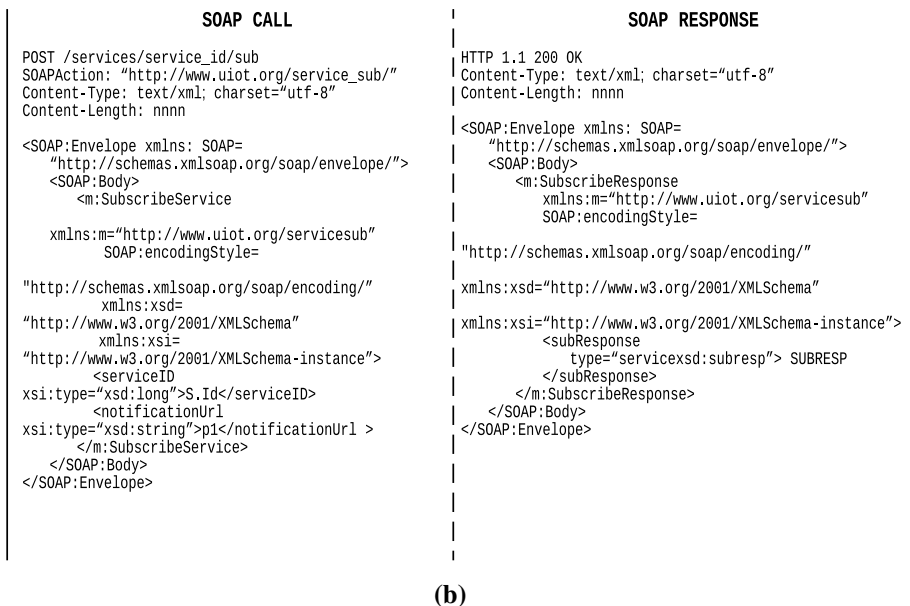 SOAP CALL
POST /services/service_id/sub
SOAPAction: “http://www.uiot.org/service_sub/”
Content-Type: text/xml; charset=“utf-8”
Content-Length: nnnn
<SOAP:Envelope xmlns: SOAP=
“http://schemas.xmlsoap.org/soap/envelope/”>
<SOAP:Body>
<m:SubscribeService
xmlns:m=“http://www.uiot.org/servicesub”
SOAP:encodingStyle=
"http://schemas.xmlsoap.org/soap/encoding/”
xmlns:xsd=
“http://www.w3.org/2001/XMLSchema”
xmlns:xsi=
“http://www.w3.org/2001/XMLSchema-instance”>
<serviceID
xsi:type=“xsd:long”>S.Id</serviceID>
<notificationUrl
xsi:type=“xsd:string”>p1</notificationUrl >
</m:SubscribeService>
</SOAP:Body>
</SOAP:Envelope>
SOAP RESPONSE
HTTP 1.1 200 OK
Content-Type: text/xml; charset=“utf-8”
Content-Length: nnnn
<SOAP:Envelope xmlns: SOAP=
“http://schemas.xmlsoap.org/soap/envelope/”>
<SOAP:Body>
<m:SubscribeResponse
xmlns:m=“http://www.uiot.org/servicesub”
SOAP:encodingStyle=
"http://schemas.xmlsoap.org/soap/encoding/”
xmlns:xsd=“http://www.w3.org/2001/XMLSchema”
xmlns:xsi=“http://www.w3.org/2001/XMLSchema-instance”>
<subResponse
type=“servicexsd:subresp”> SUBRESP
</subResponse>
</m:SubscribeResponse>
</SOAP:Body>
</SOAP:Envelope>
(b)